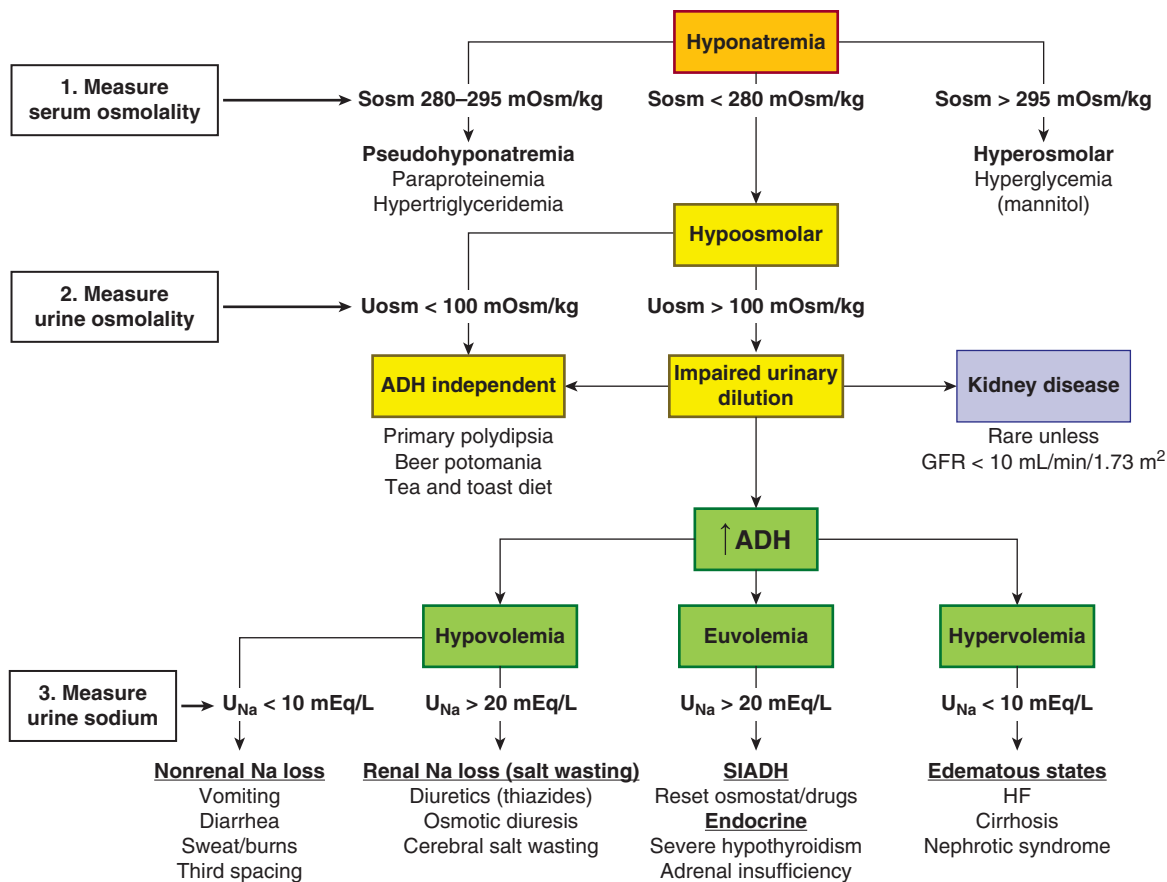 Hyponatremia
1. Measure
serum osmolality
Sosm 280–295 mOsm/kg
Sosm < 280 mOsm/kg
Sosm > 295 mOsm/kg
Pseudohyponatremia
Paraproteinemia
Hypertriglyceridemia
Hyperosmolar
Hyperglycemia
(mannitol)
Hypoosmolar
2. Measure
urine osmolality
Uosm < 100 mOsm/kg
Uosm > 100 mOsm/kg
ADH independent
Impaired urinary
dilution
Kidney disease
Primary polydipsia
Beer potomania
Tea and toast diet
Rare unless
GFR < 10 mL/min/1.73 m²
↑ADH
Hypovolemia
Euvolemia
Hypervolemia
3. Measure
urine sodium
UNa < 10 mEq/L
UNa > 20 mEq/L
UNa > 20 mEq/L
UNa < 10 mEq/L
Nonrenal Na loss
Vomiting
Diarrhea
Sweat/burns
Third spacing
Renal Na loss (salt wasting)
Diuretics (thiazides)
Osmotic diuresis
Cerebral salt wasting
SIADH
Reset osmostat/drugs
Endocrine
Severe hypothyroidism
Adrenal insufficiency
Edematous states
HF
Cirrhosis
Nephrotic syndrome